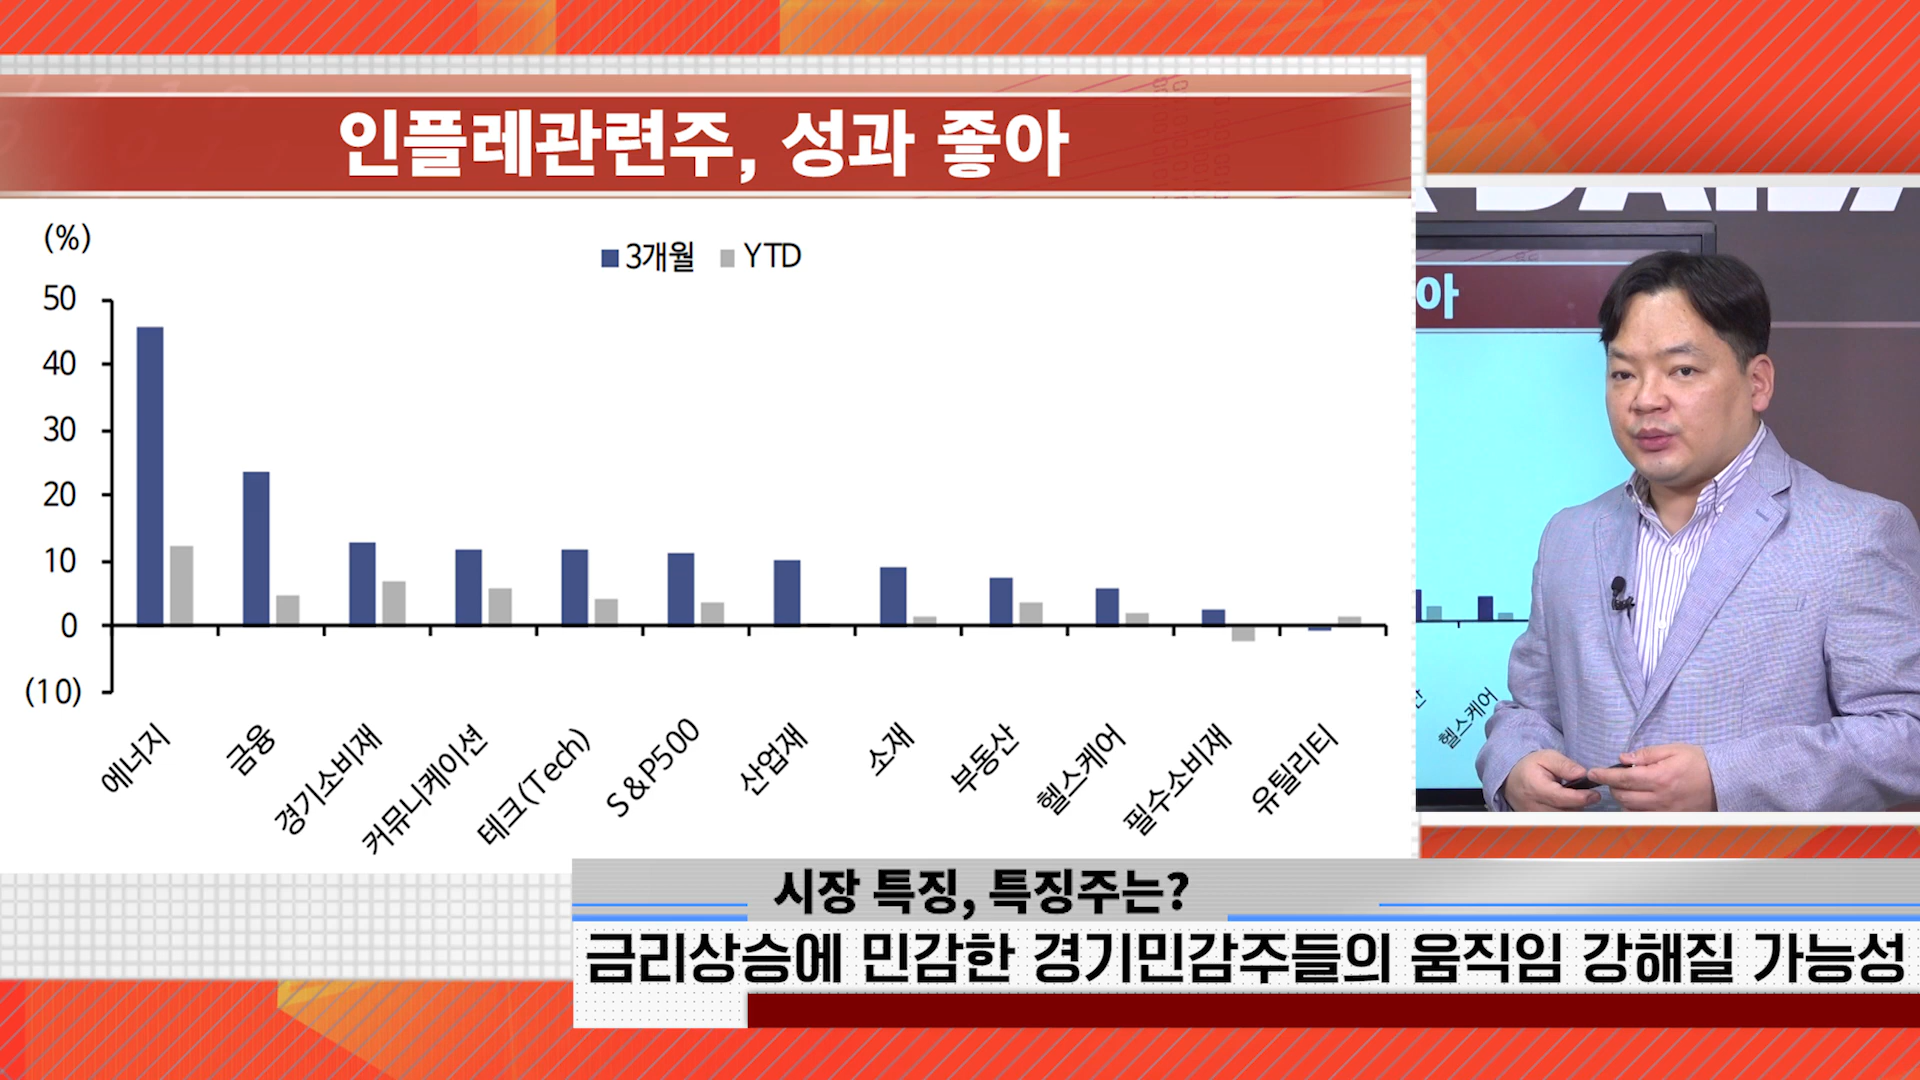 인플레관련주, 성과 좋아
(%)
3개월 YTD
50
40
30
20
10
0
(10)
에너지 금융 경기소비재 커뮤니케이션 테크(Tech) S&P500 산업재 소재 부동산 헬스케어 필수소비재 유틸리티
아
헬스케어
시장 특징, 특징주는?
금리상승에 민감한 경기민감주들의 움직임 강해질 가능성